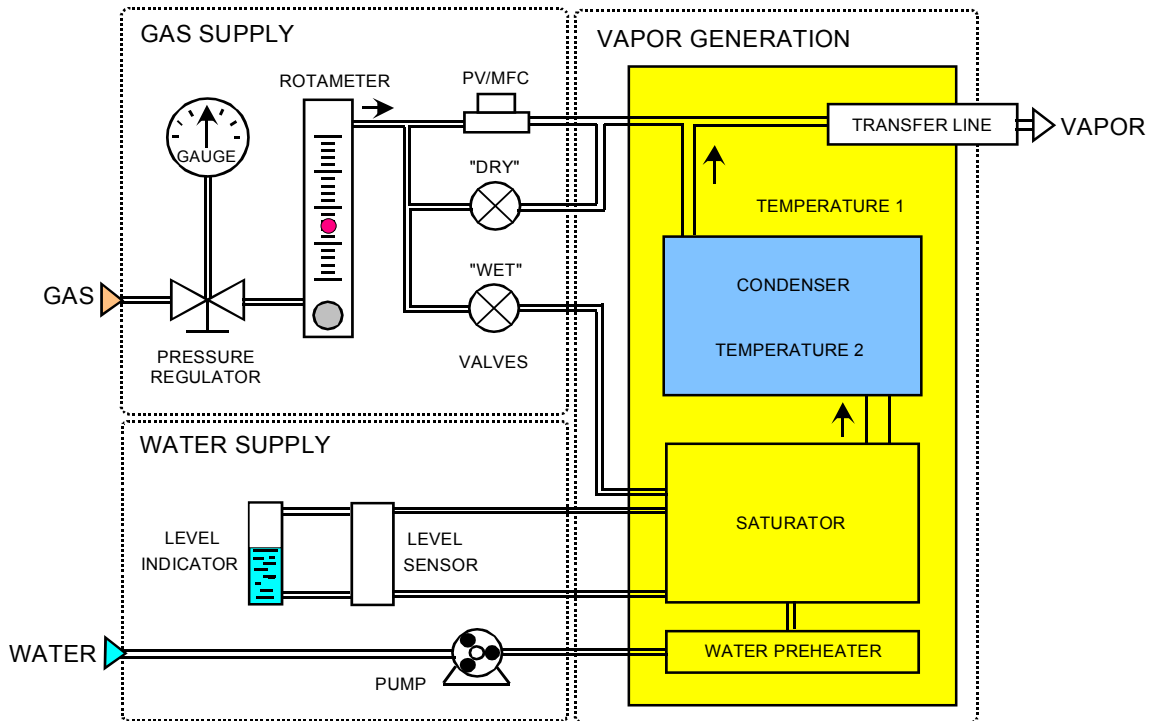 GAS SUPPLY
ROTAMETER
PV/MFC
GAUGE
"DRY"
"WET"
GAS
PRESSURE
REGULATOR
VALVES
VAPOR GENERATION
TRANSFER LINE
VAPOR
TEMPERATURE 1
CONDENSER
TEMPERATURE 2
SATURATOR
WATER PREHEATER
WATER SUPPLY
LEVEL
INDICATOR
LEVEL
SENSOR
WATER
PUMP